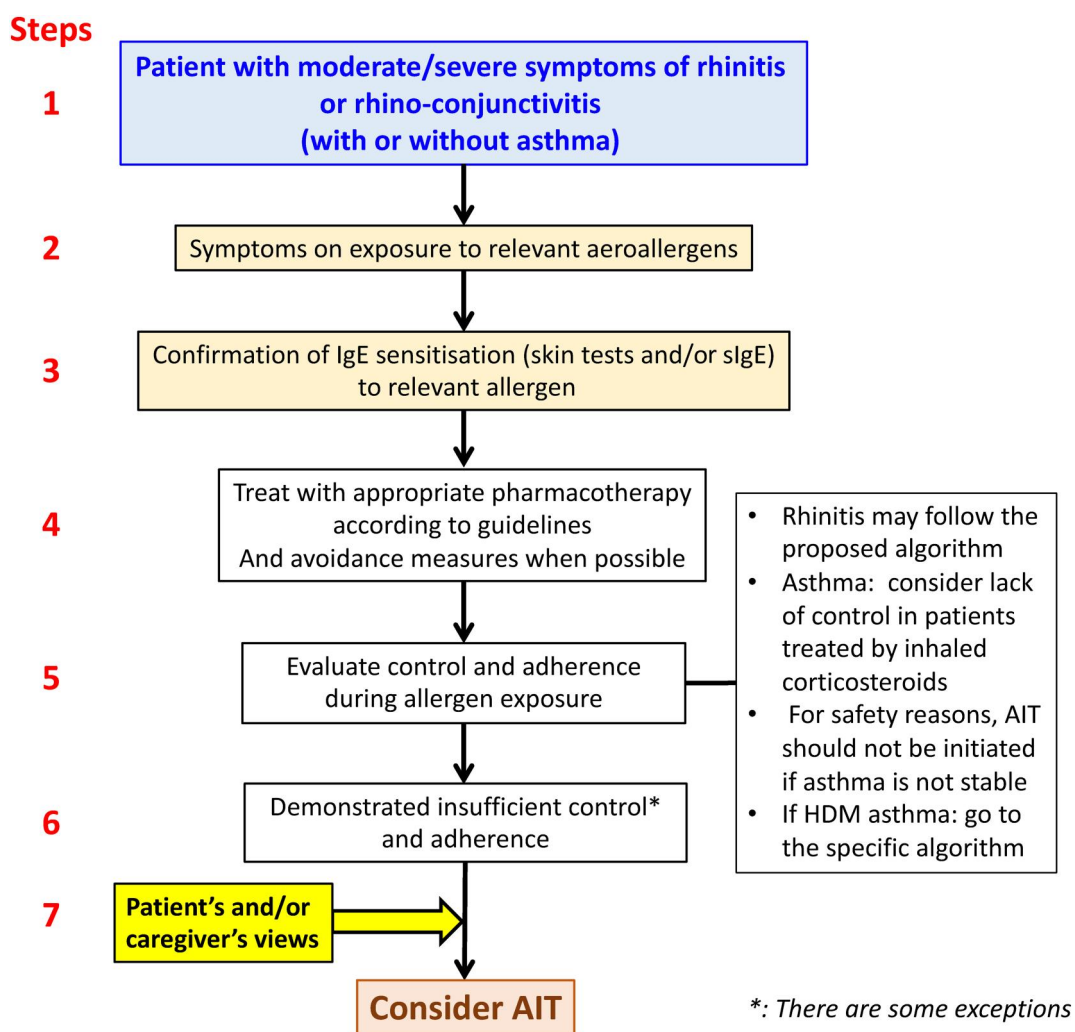 Steps
1
Patient with moderate/severe symptoms of rhinitis
or rhino-conjunctivitis
(with or without asthma)
2
Symptoms on exposure to relevant aeroallergens
3
Confirmation of IgE sensitisation (skin tests and/or sIgE)
to relevant allergen
4
Treat with appropriate pharmacotherapy
according to guidelines
And avoidance measures when possible
5
Evaluate control and adherence
during allergen exposure
• Rhinitis may follow the
proposed algorithm
• Asthma: consider lack
of control in patients
treated by inhaled
corticosteroids
• For safety reasons, AIT
should not be initiated
if asthma is not stable
• If HDM asthma: go to
the specific algorithm
6
Demonstrated insufficient control*
and adherence
7
Patient’s and/or
caregiver’s views
Consider AIT
*: There are some exceptions